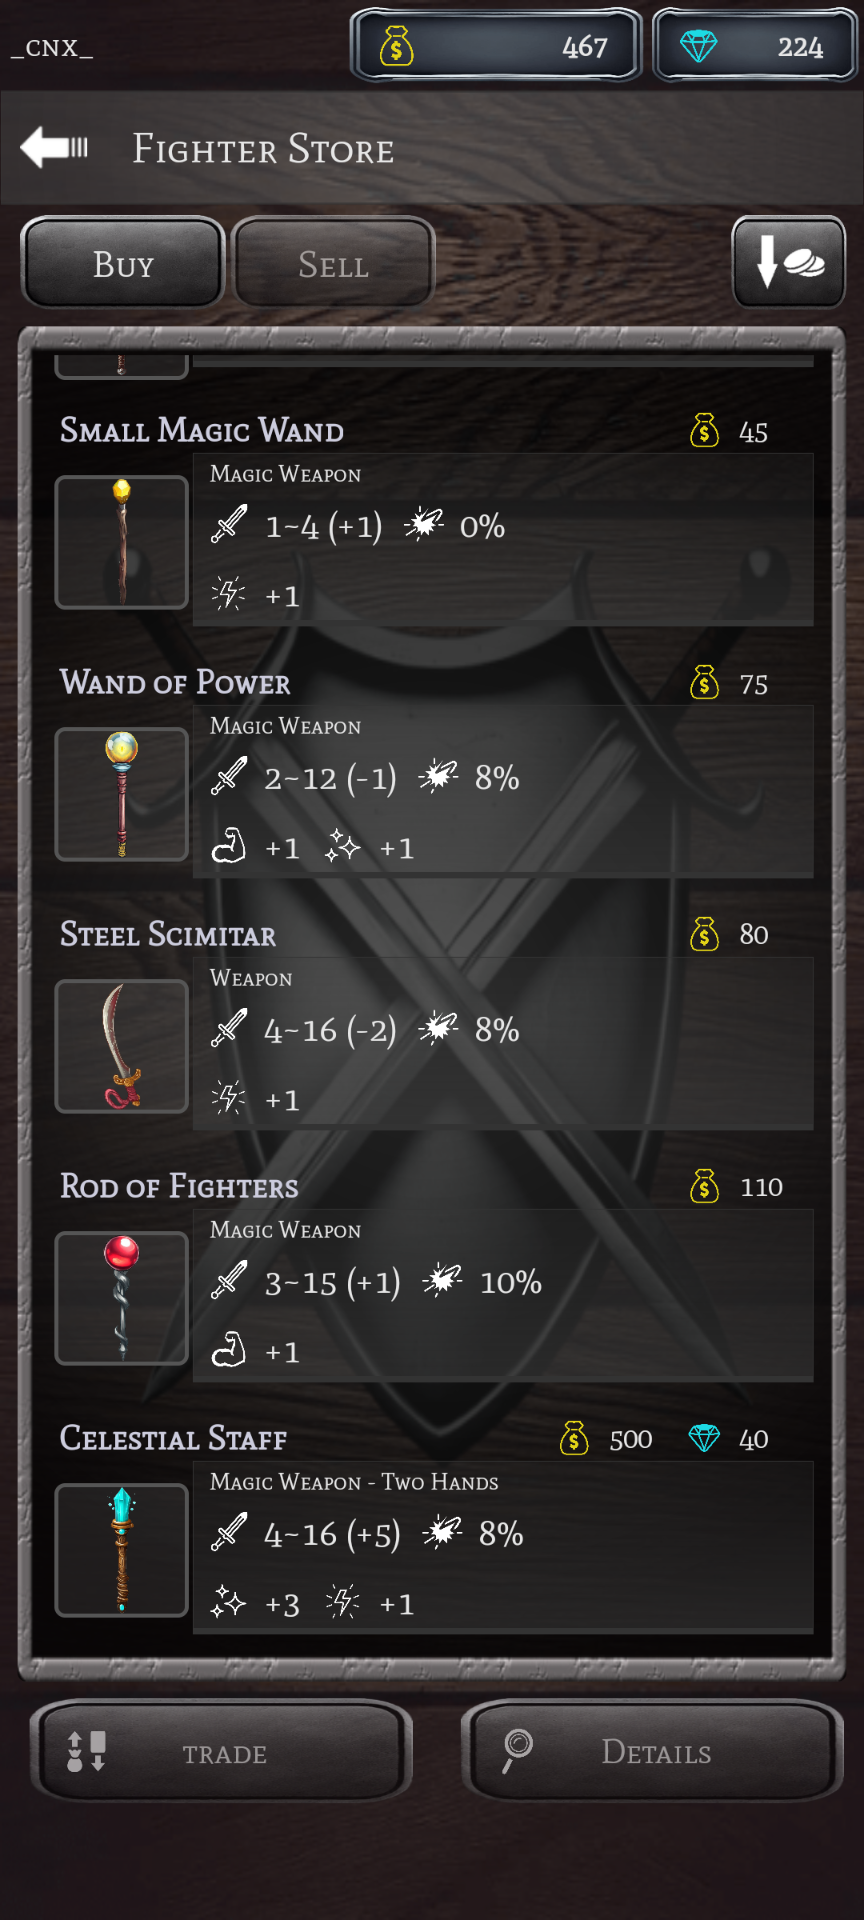 _CNX_
467
224
Fighter Store
Buy
Sell
Small Magic Wand
45
Magic Weapon
1~4 (+1)
0%
+1
Wand of Power
75
Magic Weapon
2~12 (-1)
8%
+1
+1
Steel Scimitar
80
Weapon
4~16 (-2)
8%
+1
Rod of Fighters
110
Magic Weapon
3~15 (+1)
10%
+1
Celestial Staff
500
40
Magic Weapon - Two Hands
4~16 (+5)
8%
+3
+1
trade
Details